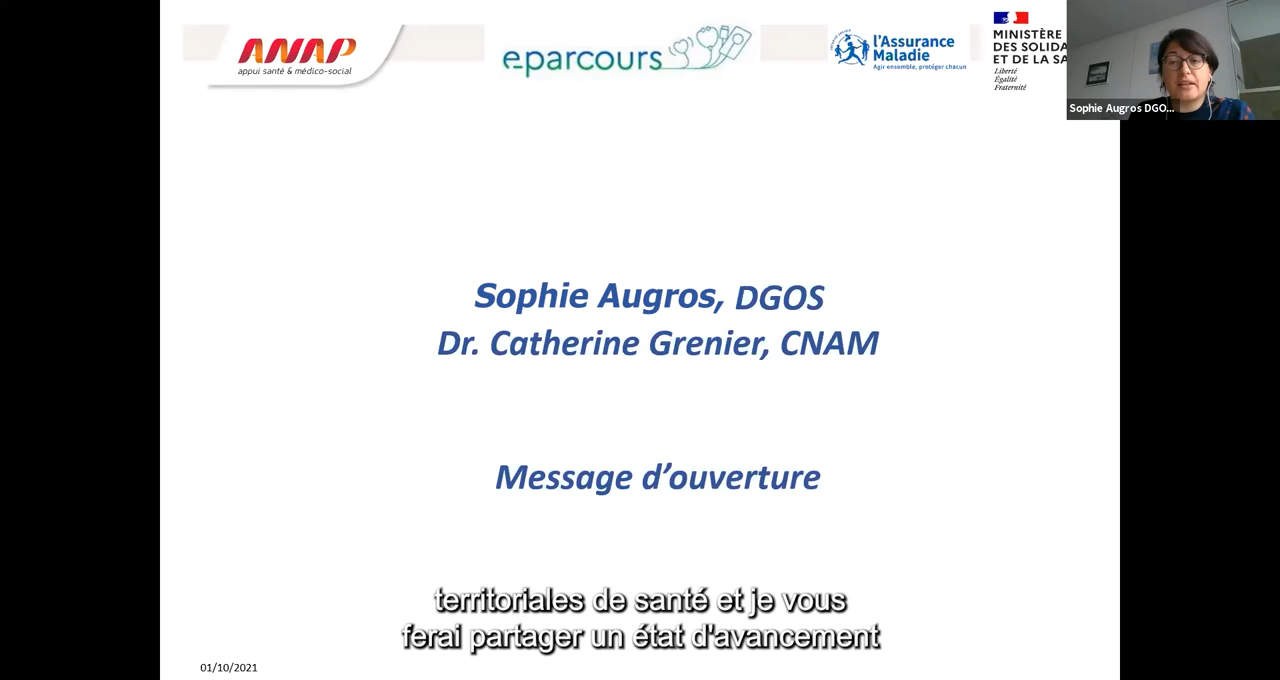 ANAP
appui santé & médico-social
eparcours
l'Assurance
Maladie
Agir ensemble, protéger chacun
MINISTÈRE
DES SOLIDA
ET DE LA SA
Liberté
Égalité
Fraternité
Sophie Augros DGO...
Sophie Augros, DGOS
Dr. Catherine Grenier, CNAM
Message d’ouverture
territoriales de santé et je vous
ferai partager un état d'avancement
01/10/2021